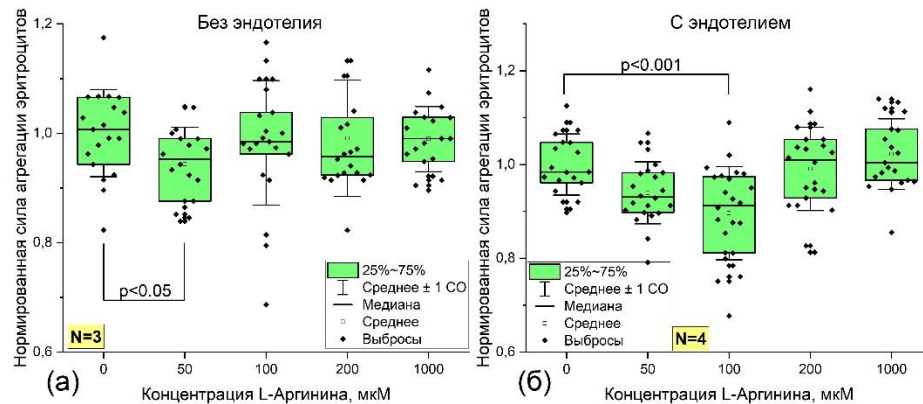 Без эндотелия
Нормированная сила агрегации эритроцитов
1,2
1,0
0,8
0,6
p<0.05
25%~75%
Среднее ± 1 СО
Медиана
Среднее
Выбросы
N=3
(а)
0 50 100 200 1000
Концентрация L-Аргинина, мкМ
С эндотелием
Нормированная сила агрегации эритроцитов
1,3
1,2
1,0
0,8
0,6
p<0.001
25%~75%
Среднее ± 1 СО
Медиана
Среднее
Выбросы
N=4
(б)
0 50 100 200 1000
Концентрация L-Аргинина, мкМ